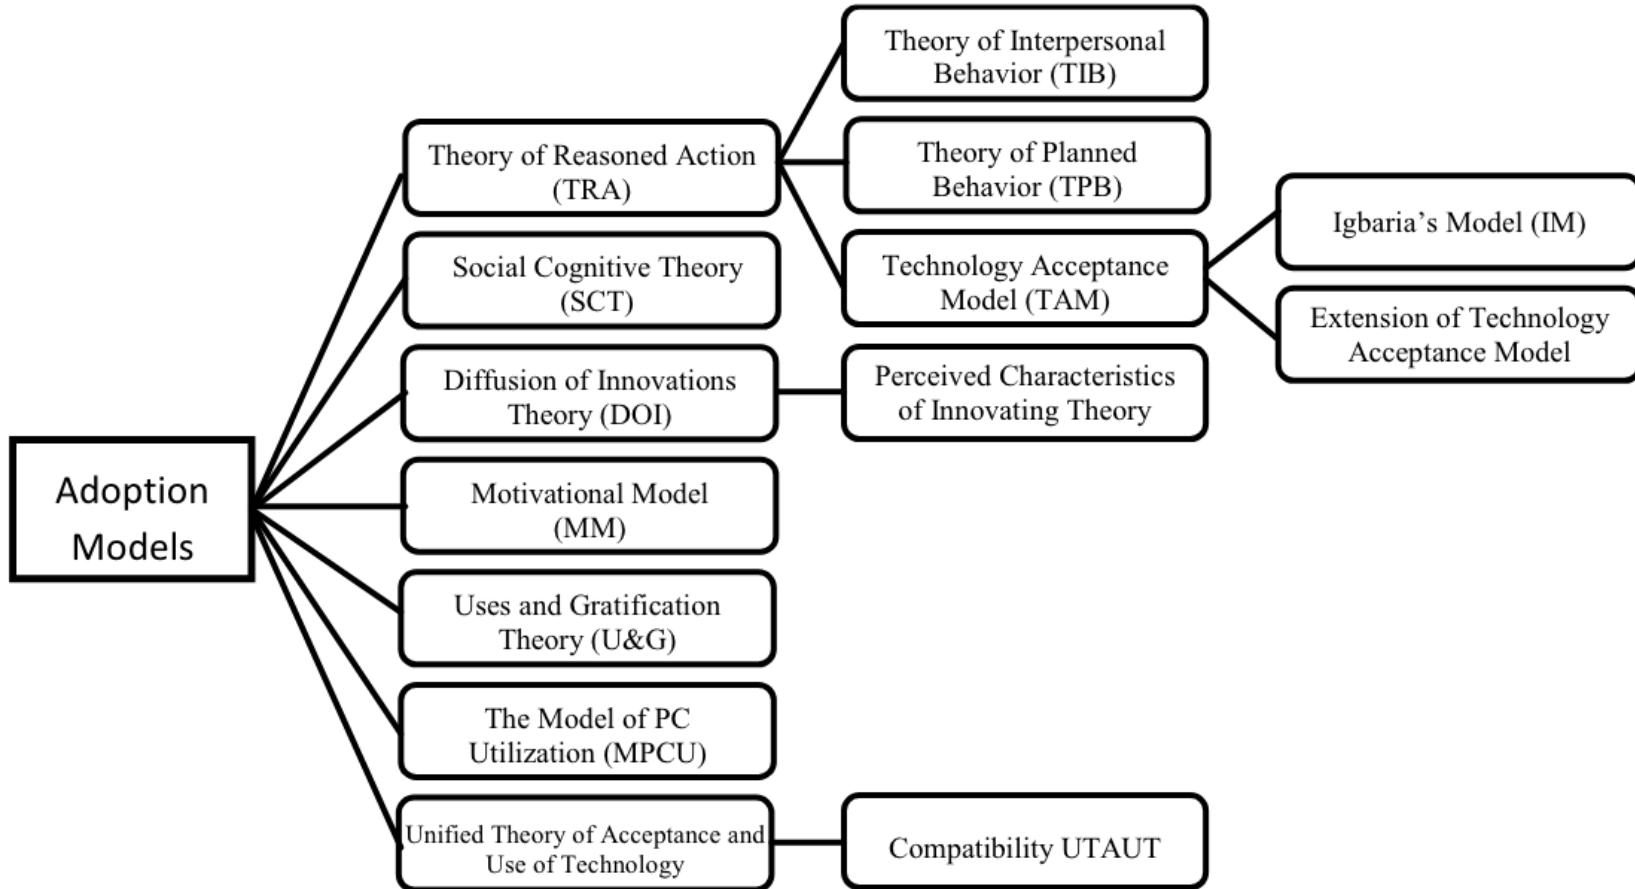 Adoption
Models
Theory of Reasoned Action
(TRA)
Social Cognitive Theory
(SCT)
Diffusion of Innovations
Theory (DOI)
Motivational Model
(MM)
Uses and Gratification
Theory (U&G)
The Model of PC
Utilization (MPCU)
Unified Theory of Acceptance and
Use of Technology
Theory of Interpersonal
Behavior (TIB)
Theory of Planned
Behavior (TPB)
Technology Acceptance
Model (TAM)
Perceived Characteristics
of Innovating Theory
Compatibility UTAUT
Igbaria’s Model (IM)
Extension of Technology
Acceptance Model